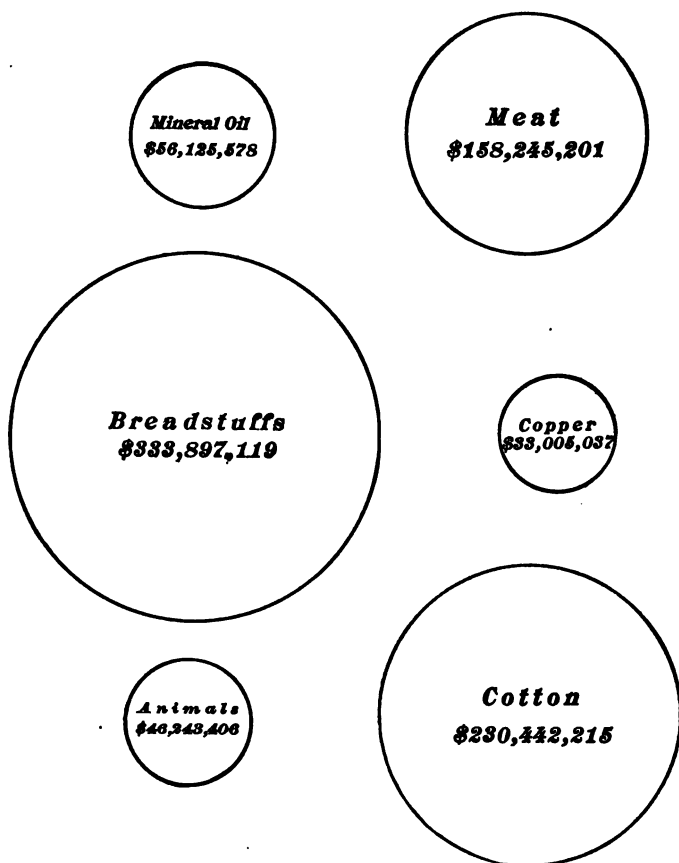 Mineral Oil
$56,125,578
Meat
$158,245,201
Breadstuffs
$333,897,119
Copper
$33,005,037
Animals
$46,243,406
Cotton
$230,442,215